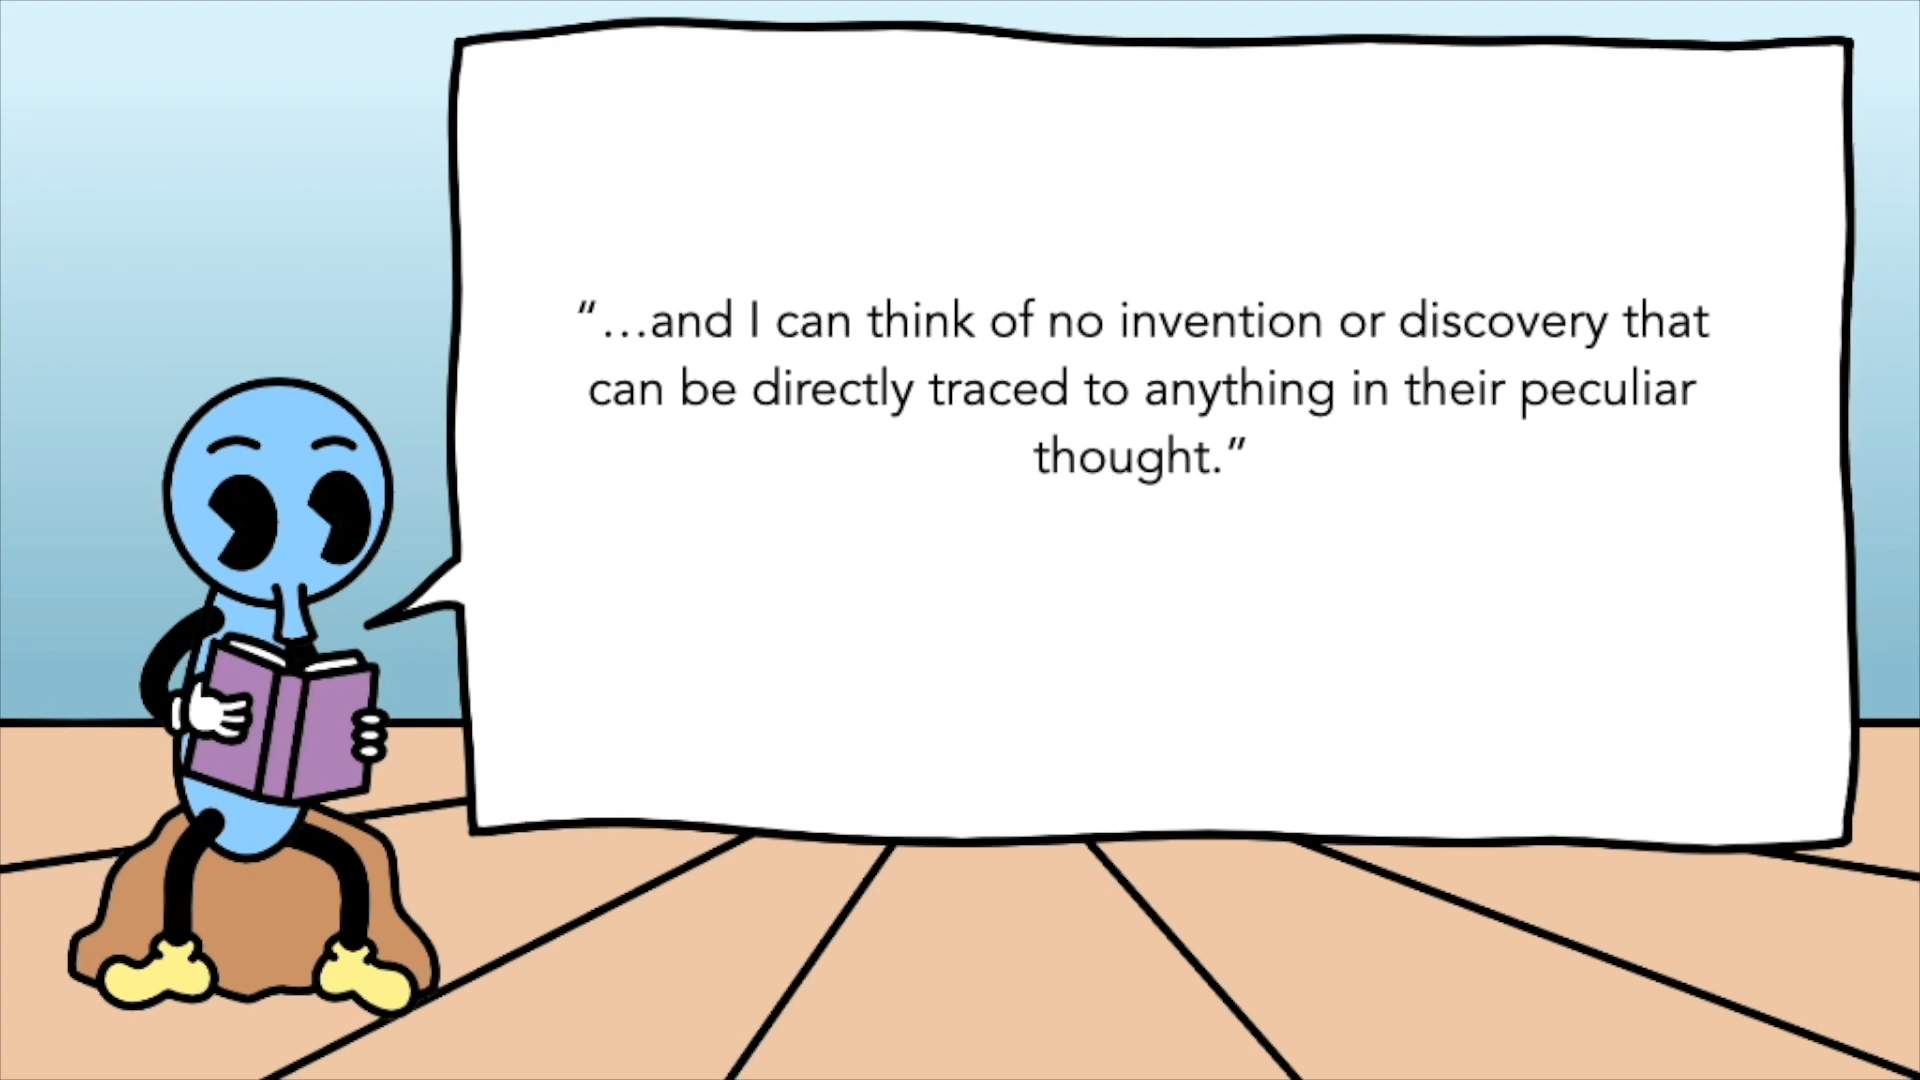 “…and I can think of no invention or discovery that
can be directly traced to anything in their peculiar
thought.”